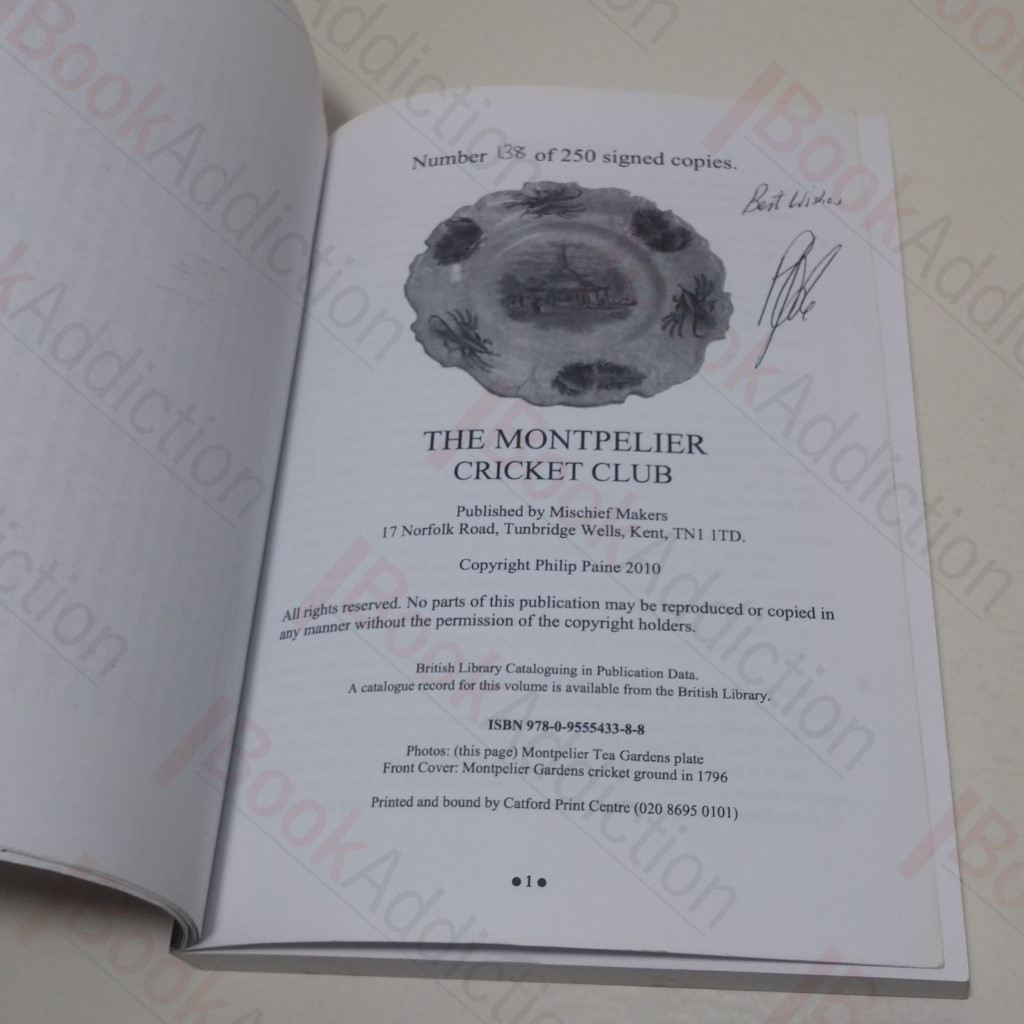 Number 138 of 250 signed copies.
Best Wishes
THE MONTPELIER
CRICKET CLUB
Published by Mischief Makers
17 Norfolk Road, Tunbridge Wells, Kent, TN1 1TD.
Copyright Philip Paine 2010
All rights reserved. No parts of this publication may be reproduced or copied in
any manner without the permission of the copyright holders.
British Library Cataloguing in Publication Data.
A catalogue record for this volume is available from the British Library.
ISBN 978-0-9555433-8-8
Photos: (this page) Montpelier Tea Gardens plate
Front Cover: Montpelier Gardens cricket ground in 1796
Printed and bound by Catford Print Centre (020 8695 0101)
●1●
BookAddiction
BookAddiction
BookAddiction
BookAddiction
BookAddiction